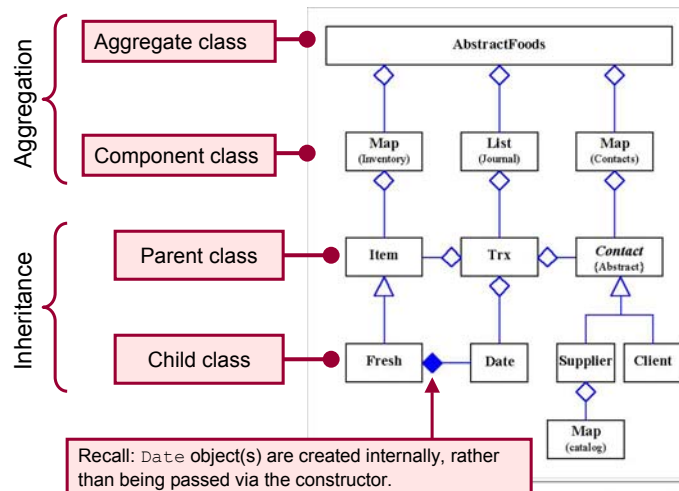 Aggregation
Aggregate class
AbstractFoods
Component class
Map
(Inventory)
List
(Journal)
Map
(Contacts)
Inheritance
Parent class
Item
Trx
Contact
{Abstract}
Child class
Fresh
Date
Supplier
Client
Map
(catalog)
Recall: Date object(s) are created internally, rather
than being passed via the constructor.